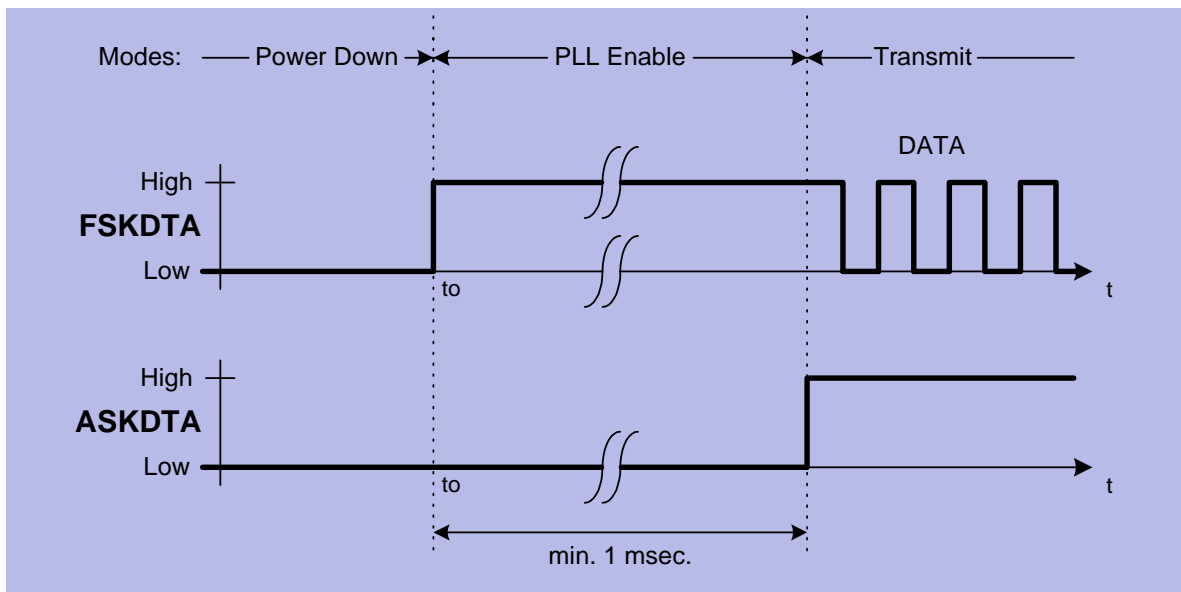 Modes: Power Down PLL Enable Transmit
DATA
High
FSKDTA
Low
to
t
High
ASKDTA
Low
to
t
min. 1 msec.